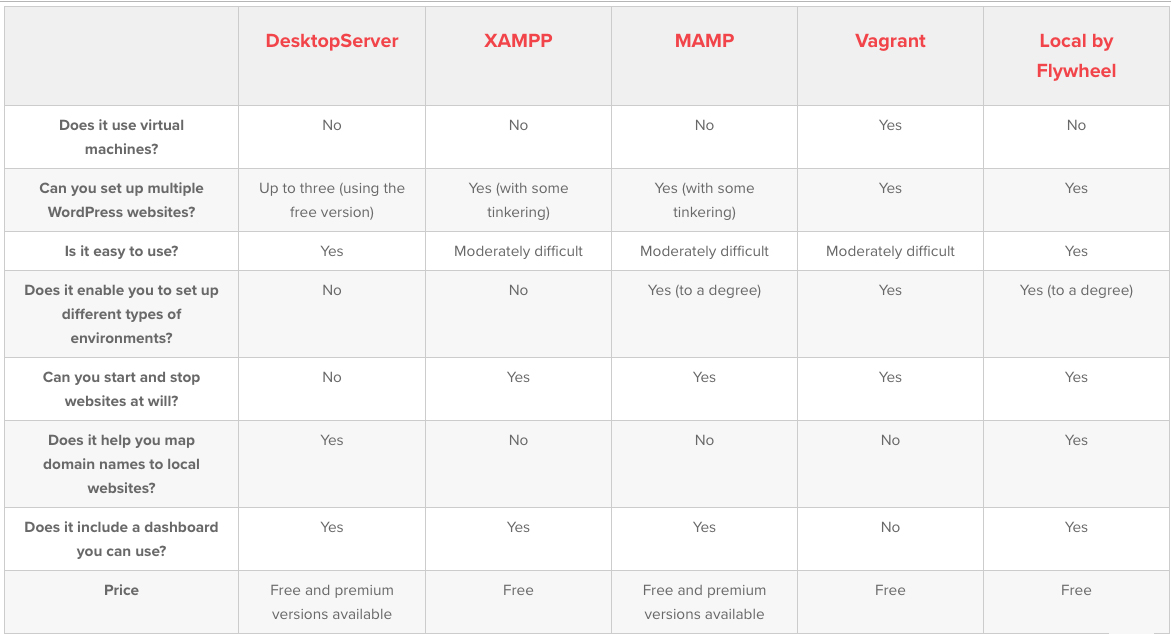 DesktopServer XAMPP MAMP Vagrant Local by
Flywheel
Does it use virtual No No No Yes No
machines?
Can you set up multiple Up to three (using the Yes (with some Yes (with some Yes Yes
WordPress websites? free version) tinkering) tinkering)
Is it easy to use? Yes Moderately difficult Moderately difficult Moderately difficult Yes
Does it enable you to set up No No Yes (to a degree) Yes Yes (to a degree)
different types of
environments?
Can you start and stop No Yes Yes Yes Yes
websites at will?
Does it help you map Yes No No No Yes
domain names to local
websites?
Does it include a dashboard Yes Yes Yes No Yes
you can use?
Price Free and premium Free Free and premium Free Free
versions available versions available